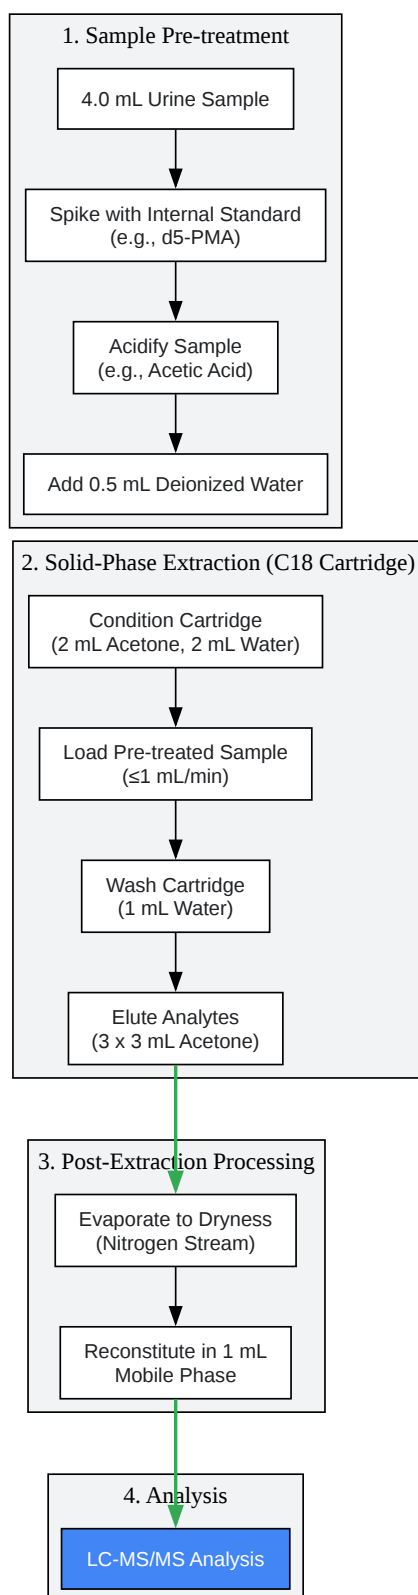 1. Sample Pre-treatment
4.0 mL Urine Sample
Spike with Internal Standard
(e.g., d5-PMA)
Acidify Sample
(e.g., Acetic Acid)
Add 0.5 mL Deionized Water
2. Solid-Phase Extraction (C18 Cartridge)
Condition Cartridge
(2 mL Acetone, 2 mL Water)
Load Pre-treated Sample
(≤1 mL/min)
Wash Cartridge
(1 mL Water)
Elute Analytes
(3 x 3 mL Acetone)
3. Post-Extraction Processing
Evaporate to Dryness
(Nitrogen Stream)
Reconstitute in 1 mL
Mobile Phase
4. Analysis
LC-MS/MS Analysis